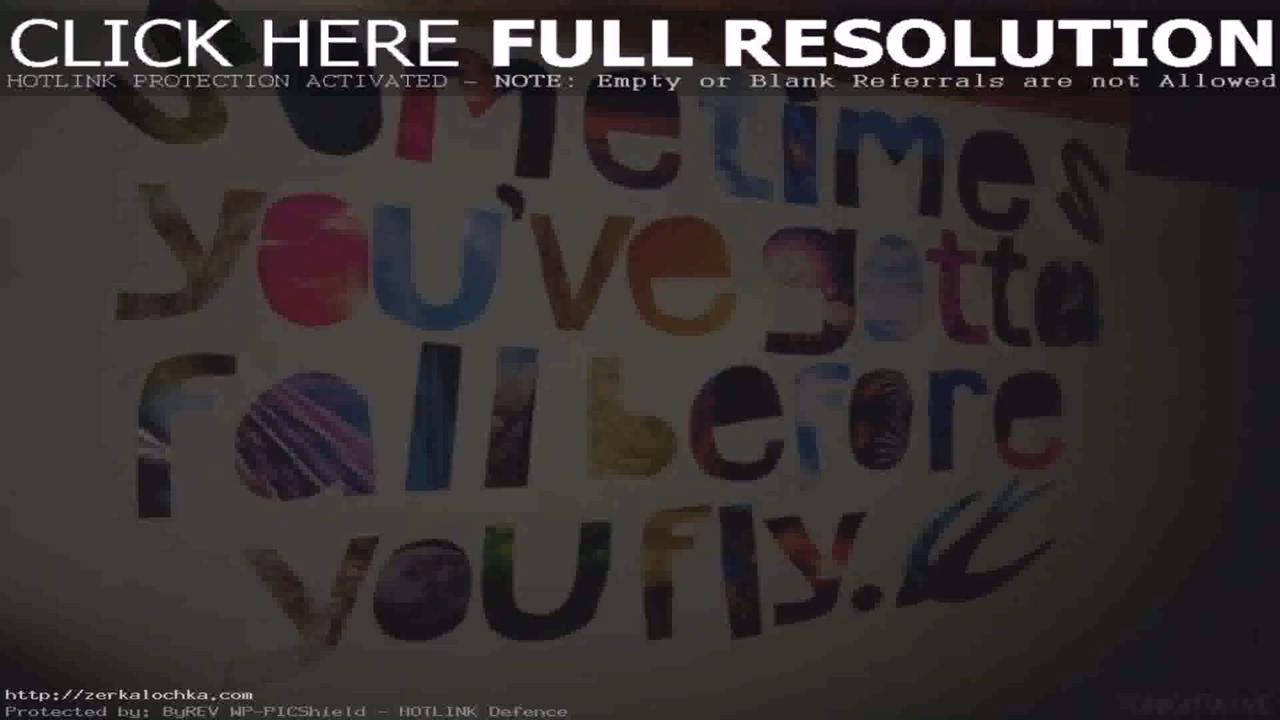 CLICK HERE FULL RESOLUTION
HOTLINK PROTECTION ACTIVATED - NOTE: Empty or Blank Referrals are not Allowed
sometimes
you've gotta
fall before
you fly.
http://zerkalochka.com
Protected by: ByREV WP-PICShield - HOTLINK Defence